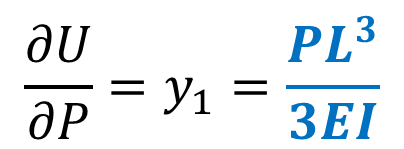 ∂U/∂P = y₁ = PL³/3EI